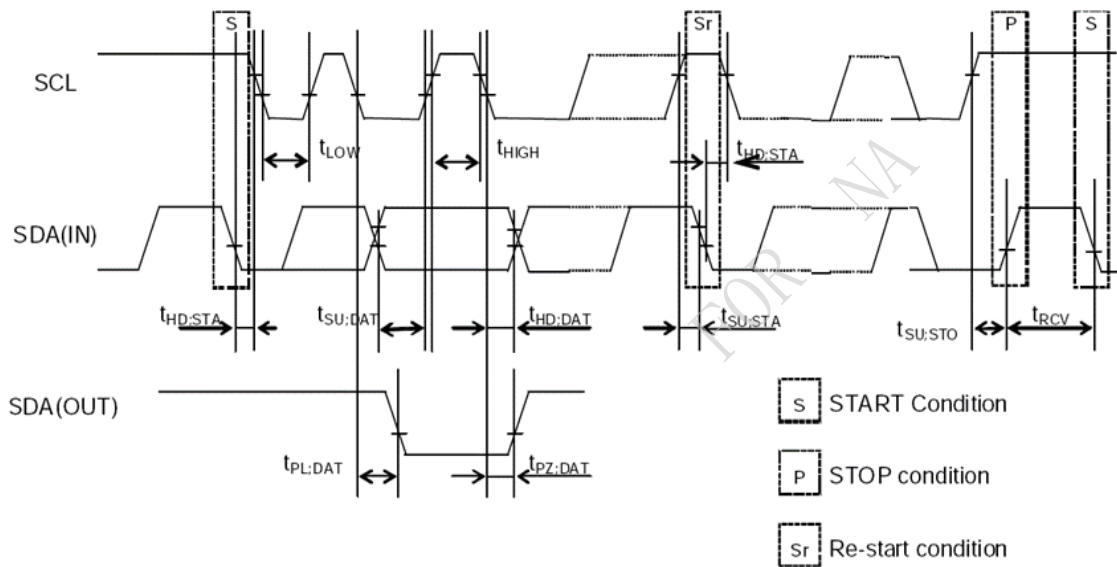 S Sr P S
SCL
tLOW tHIGH tHD;STA
SDA(IN)
tHD;STA tSU;DAT tHD;DAT tSU;STA tSU;STO tRCV
SDA(OUT)
tPL;DAT tPZ;DAT
S START Condition
P STOP condition
Sr Re-start condition
FOR NA